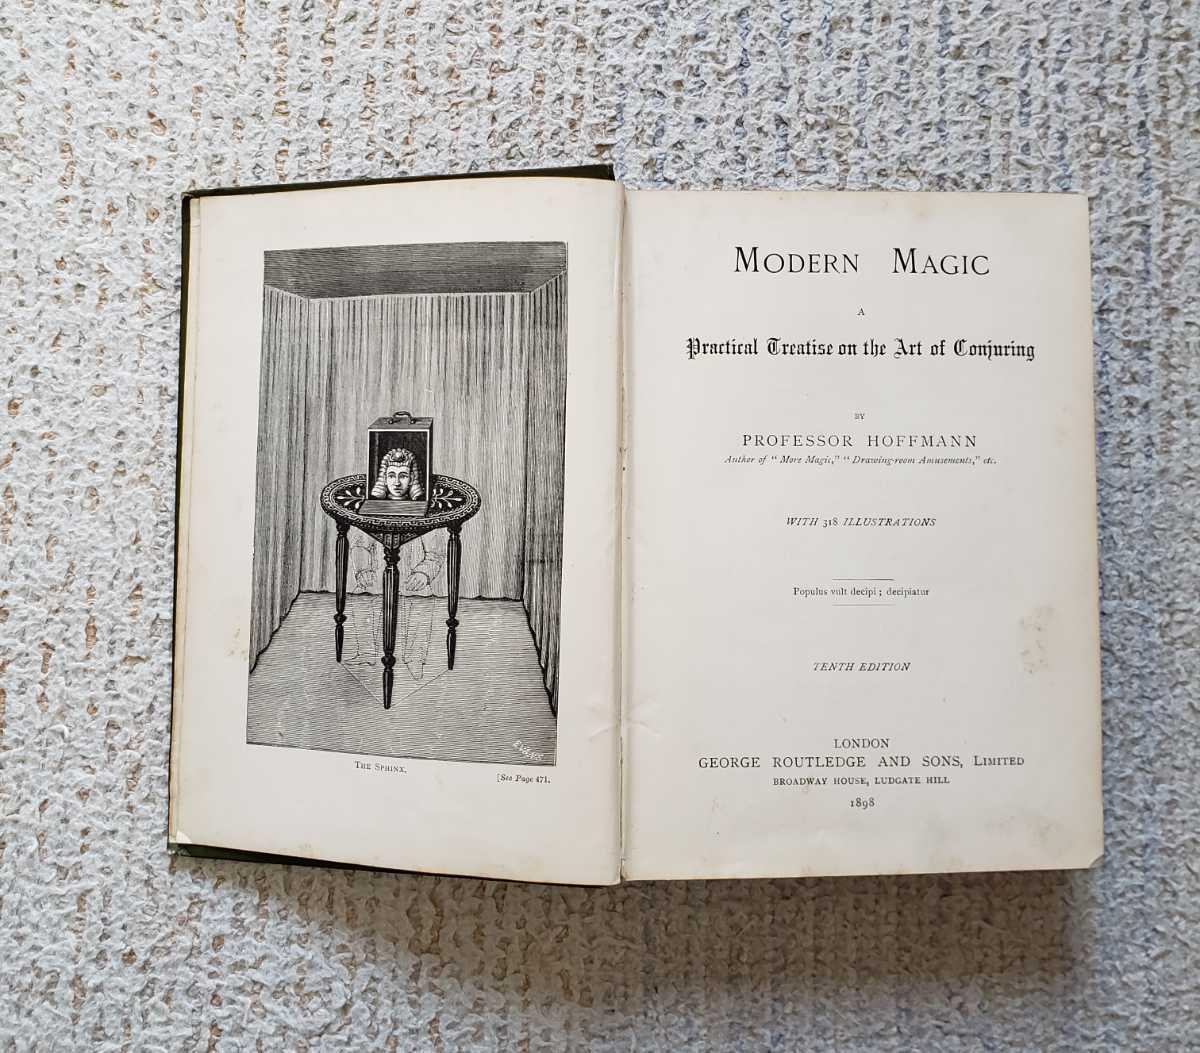 THE SPHINX.
[See Page 471.
MODERN MAGIC
A
Practical Treatise on the Art of Conjuring
BY
PROFESSOR HOFFMANN
Author of "More Magic," "Drawing-room Amusements," etc.
WITH 318 ILLUSTRATIONS
Populus vult decipi; decipiatur
TENTH EDITION
LONDON
GEORGE ROUTLEDGE AND SONS, LIMITED
BROADWAY HOUSE, LUDGATE HILL
1898